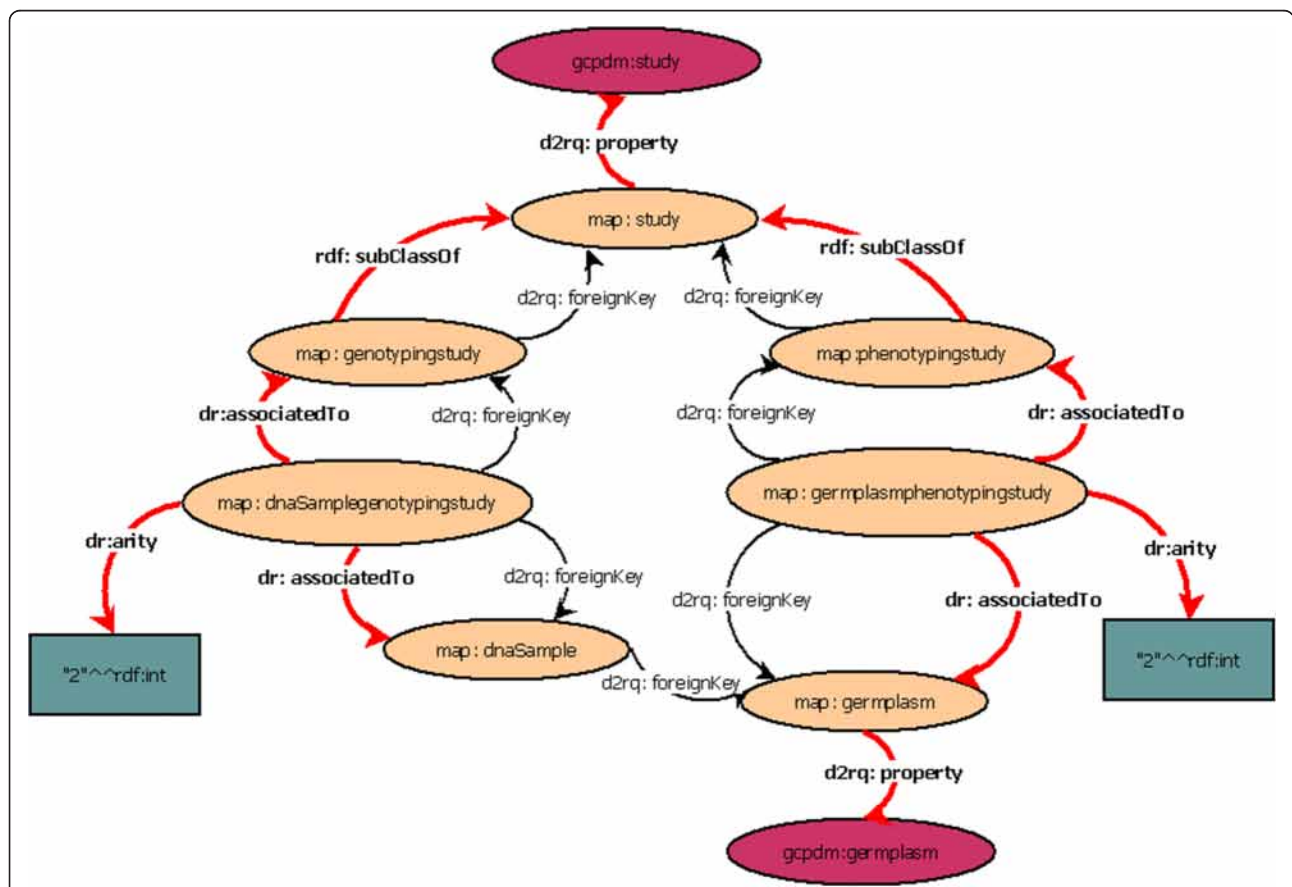 gcpdm:study
d2rq: property
map: study
rdf: subClassOf
rdf: subClassOf
d2rq: foreignKey
d2rq: foreignKey
map: genotypingstudy
map:phenotypingstudy
dr:associatedTo
d2rq: foreignKey
d2rq: foreignKey
dr: associatedTo
map: dnaSamplegenotypingstudy
map: germplasmphenotypingstudy
dr:arity
dr:arity
dr: associatedTo
d2rq: foreignKey
d2rq: foreignKey
dr: associatedTo
map: dnaSample
"2"^^rdf:int
"2"^^rdf:int
d2rq: foreignKey
map: germplasm
d2rq: property
gcpdm:germplasm